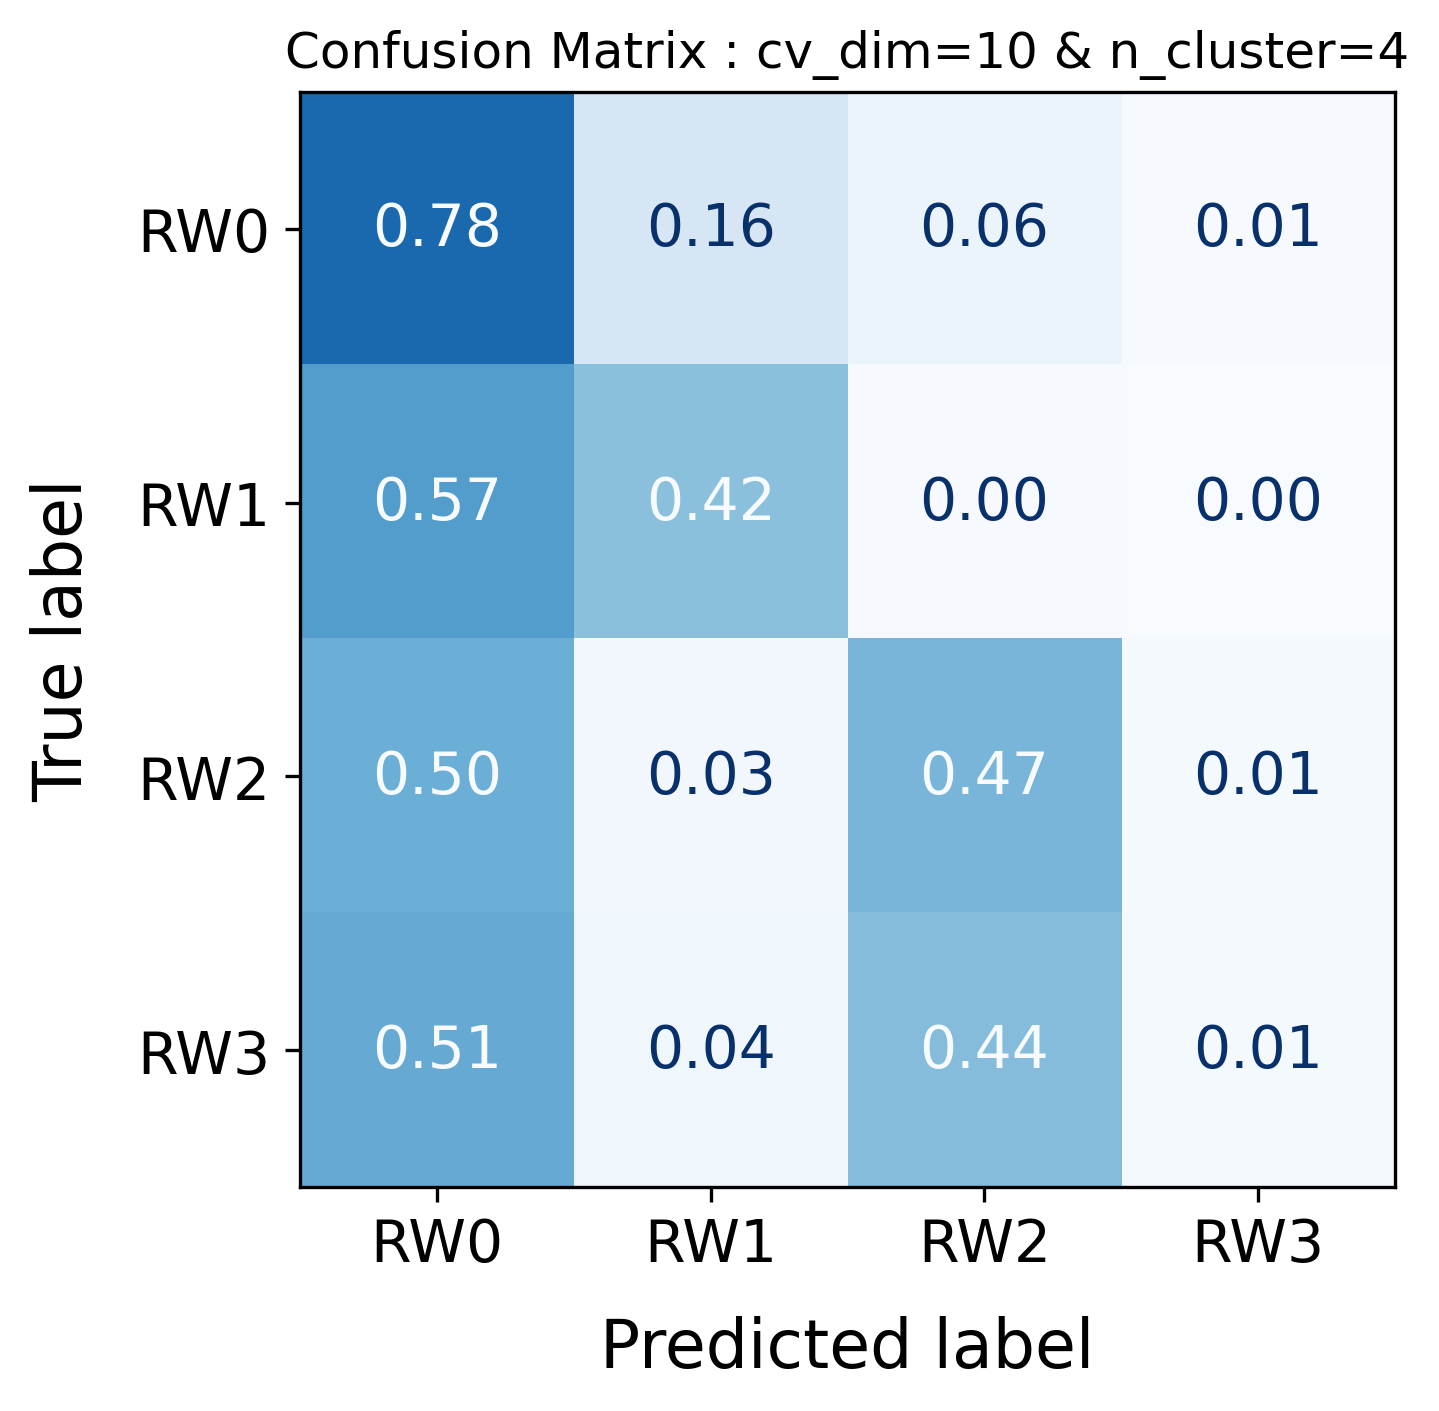 Confusion Matrix : cv_dim=10 & n_cluster=4
True label
RW0 0.78 0.16 0.06 0.01
RW1 0.57 0.42 0.00 0.00
RW2 0.50 0.03 0.47 0.01
RW3 0.51 0.04 0.44 0.01
RW0 RW1 RW2 RW3
Predicted label